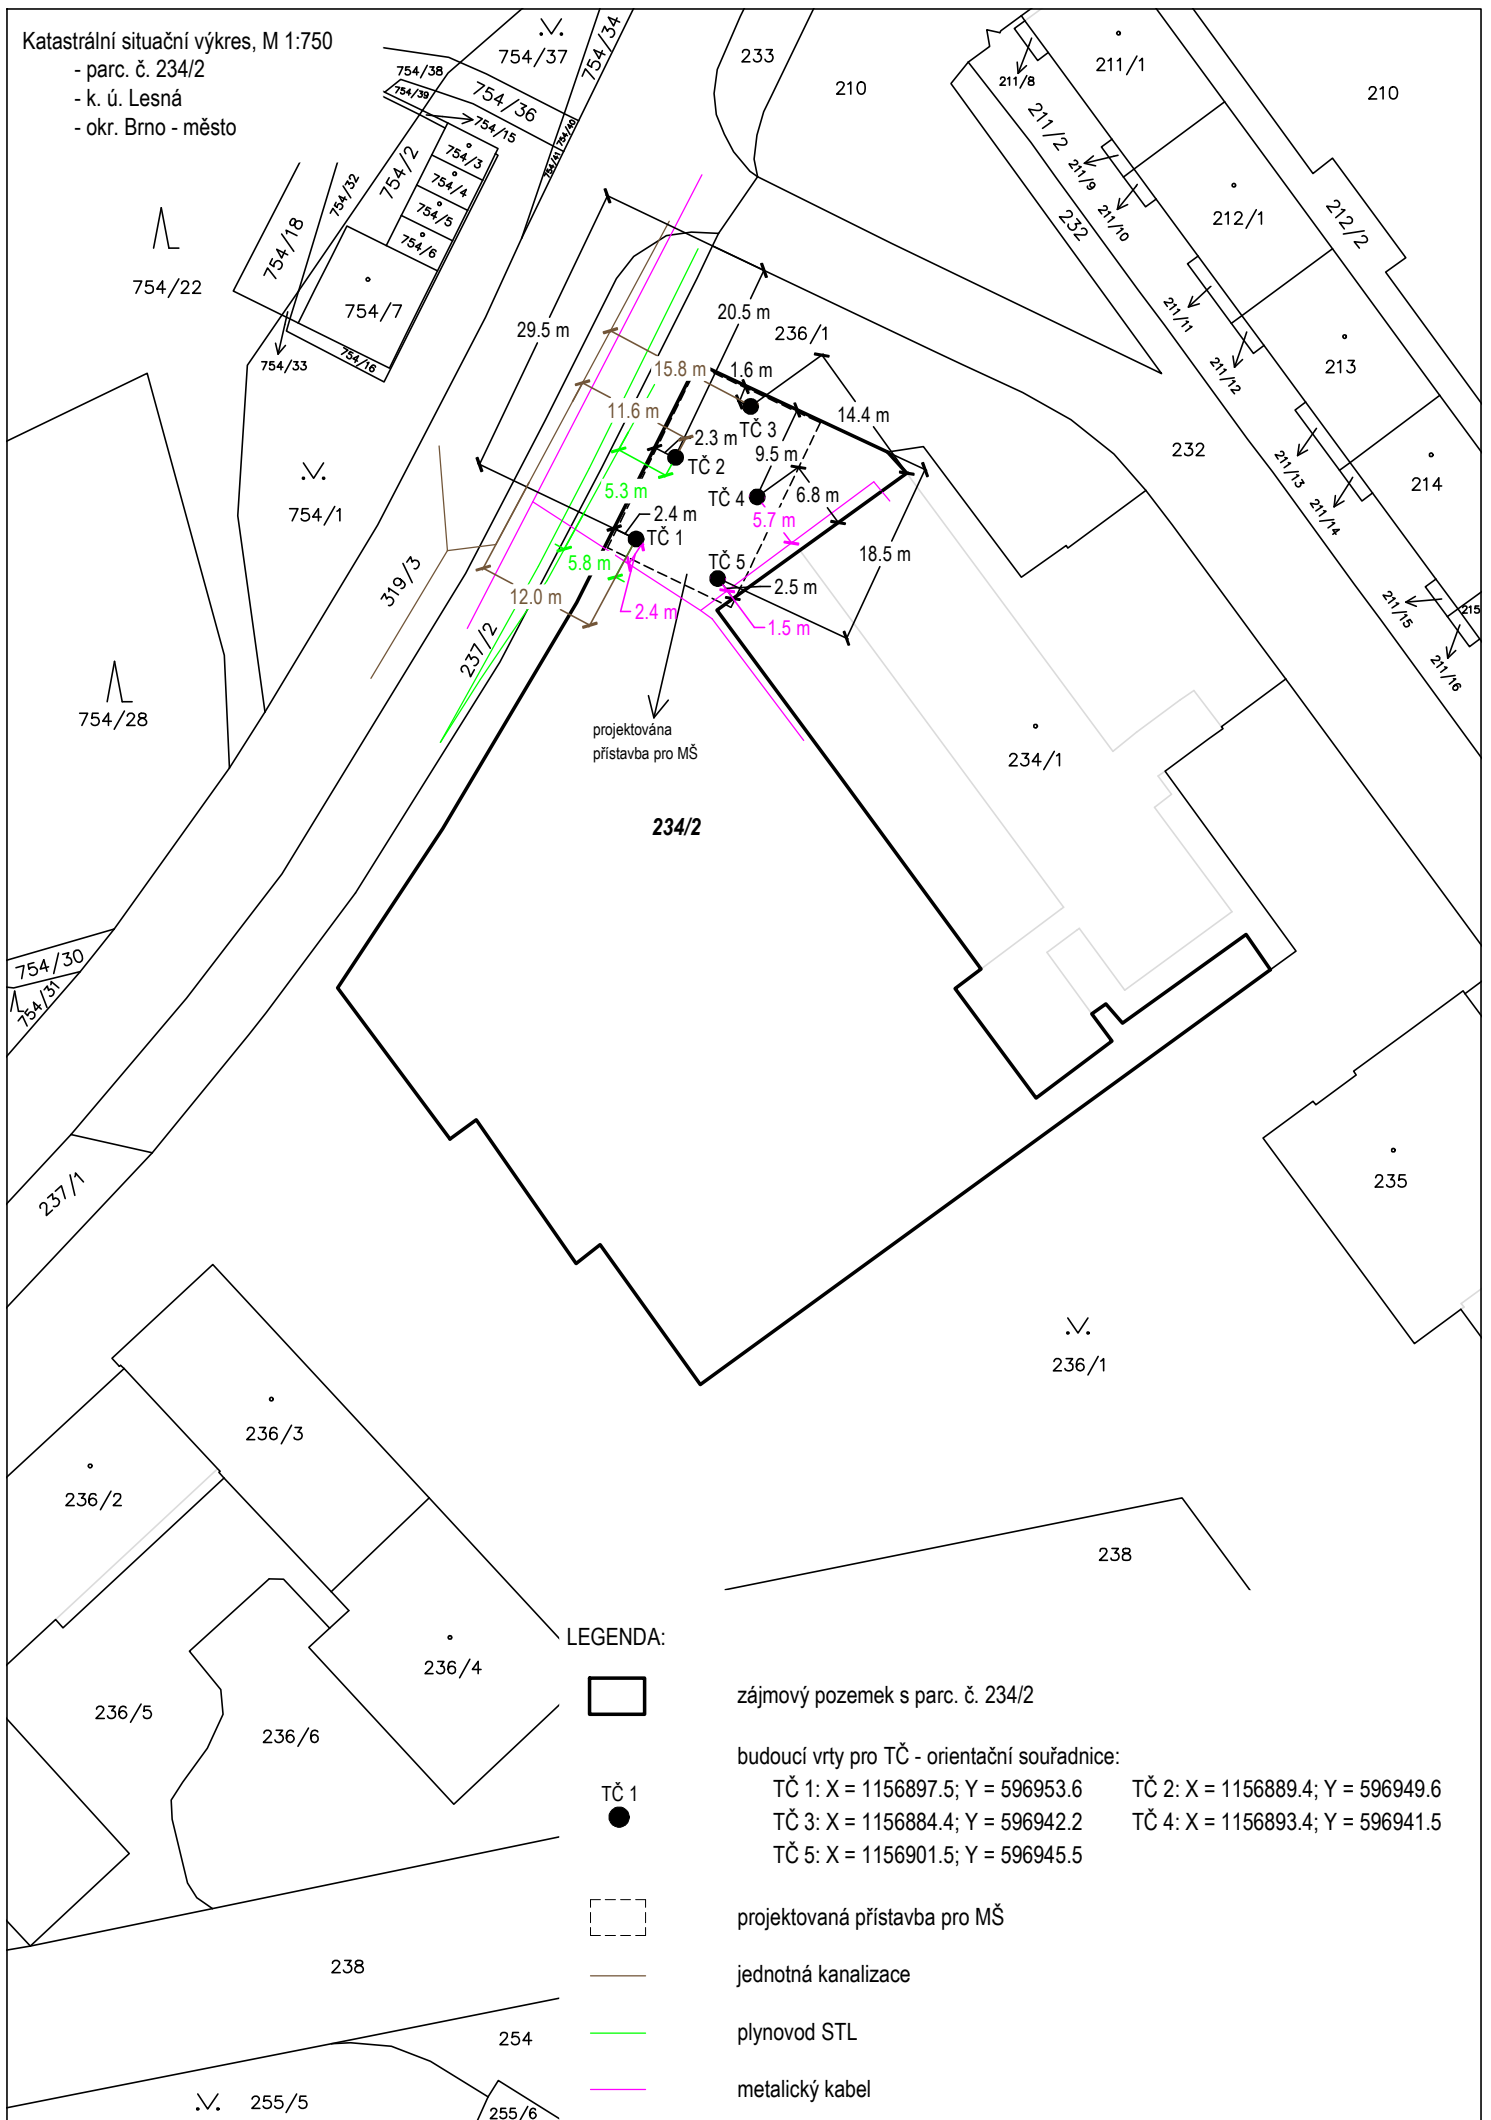 Katastrální situační výkres, M 1:750
- parc. č. 234/2
- k. ú. Lesná
- okr. Brno - město
754/37
754/34
233
210
211/1
210
754/38
754/39
754/36
754/15
754/40
754/41
211/8
211/2
754/2
754/3
754/4
754/5
754/6
754/32
754/18
754/22
754/7
754/33
754/16
211/9
211/10
212/1
212/2
232
211/11
211/12
213
29.5 m
20.5 m
236/1
15.8 m
1.6 m
11.6 m
14.4 m
TČ 3
2.3 m
TČ 2
9.5 m
232
211/13
211/14
214
754/1
5.3 m
TČ 4
6.8 m
5.7 m
2.4 m
TČ 1
5.8 m
TČ 5
18.5 m
2.5 m
319/3
12.0 m
2.4 m
1.5 m
211/15
215
211/16
237/2
754/28
projektována
přístavba pro MŠ
234/1
234/2
754/30
754/31
237/1
235
236/1
236/3
236/2
238
236/4
236/5
236/6
238
254
255/5
255/6
LEGENDA:
zájmový pozemek s parc. č. 234/2
budoucí vrty pro TČ - orientační souřadnice:
TČ 1
TČ 1: X = 1156897.5; Y = 596953.6 TČ 2: X = 1156889.4; Y = 596949.6
TČ 3: X = 1156884.4; Y = 596942.2 TČ 4: X = 1156893.4; Y = 596941.5
TČ 5: X = 1156901.5; Y = 596945.5
projektovaná přístavba pro MŠ
jednotná kanalizace
plynovod STL
metalický kabel